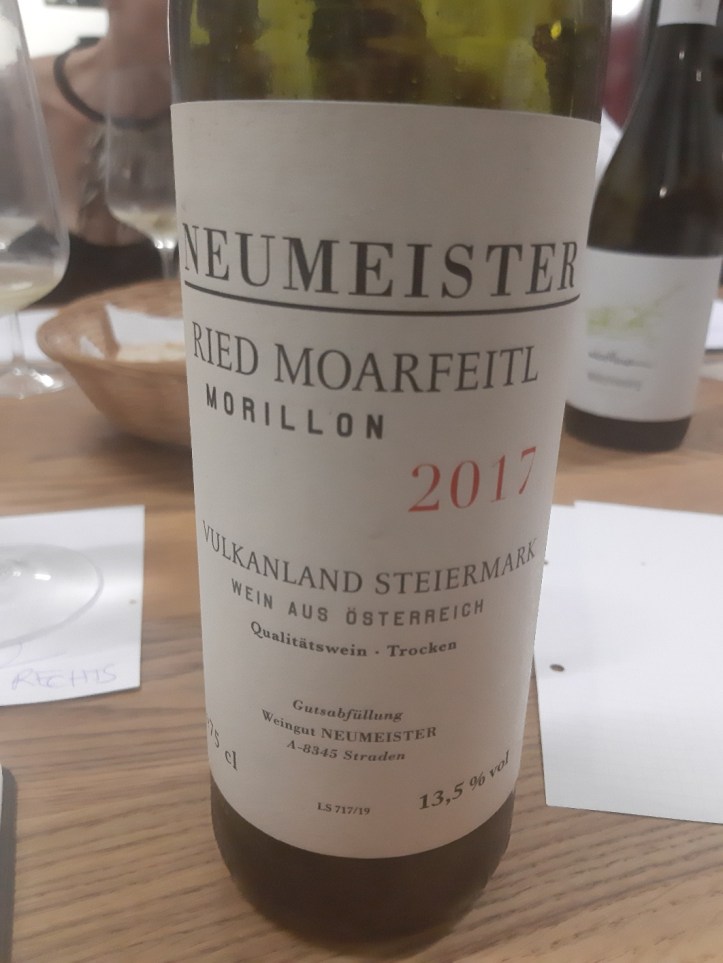 NEUMEISTER
RIED MOARFEITL
MORILLON
2017
VULKANLAND STEIERMARK
WEIN AUS ÖSTERREICH
Qualitätswein · Trocken
Gutsabfüllung
Weingut NEUMEISTER
A-8345 Straden
75 cl
13,5 % vol
LS 717/19
RECHTS